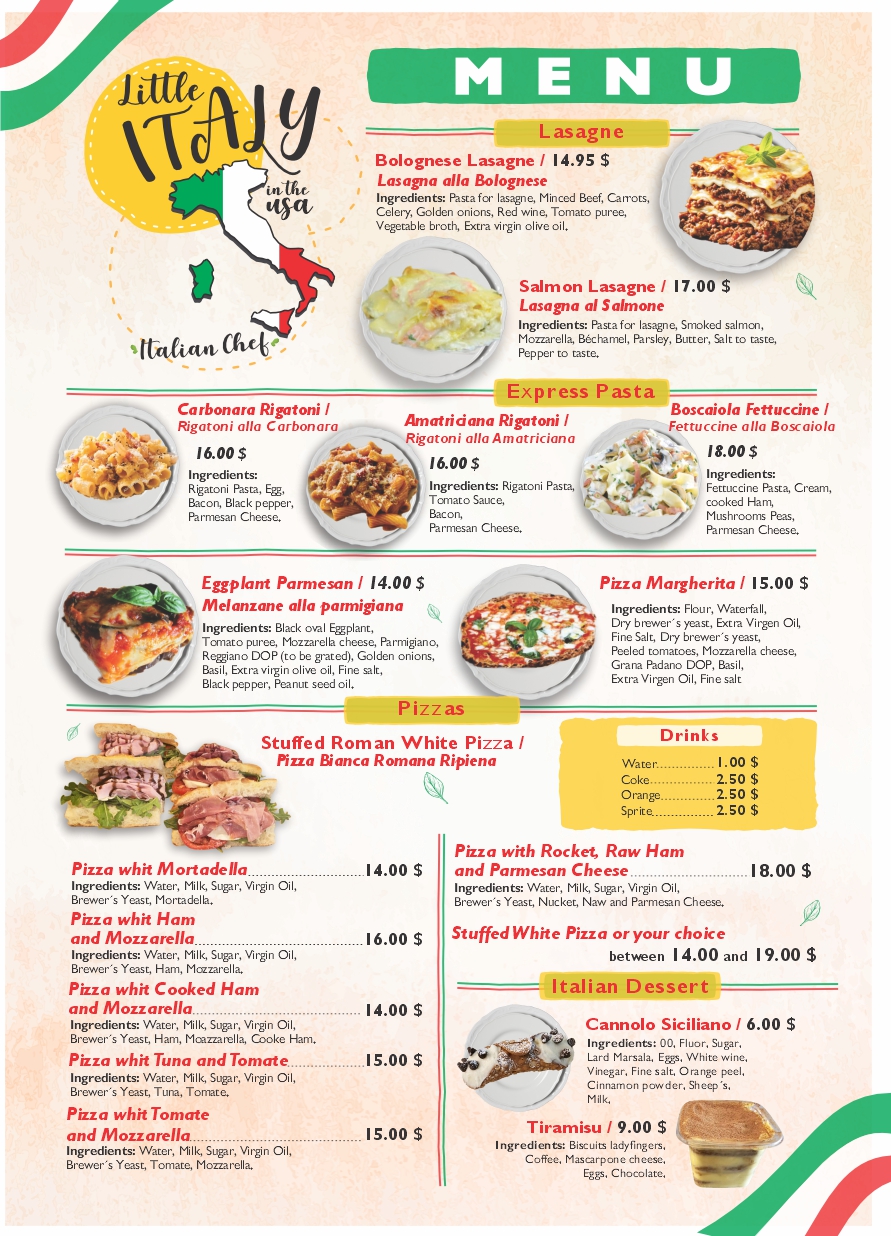 Little
ITALY
in the
usa
Italian Chef
MENU
Lasagne
Bolognese Lasagne / 14.95 $
Lasagna alla Bolognese
Ingredients: Pasta for lasagne, Minced Beef, Carrots,
Celery, Golden onions, Red wine, Tomato puree,
Vegetable broth, Extra virgin olive oil.
Salmon Lasagne / 17.00 $
Lasagna al Salmone
Ingredients: Pasta for lasagne, Smoked salmon,
Mozzarella, Béchamel, Parsley, Butter, Salt to taste,
Pepper to taste.
Express Pasta
Carbonara Rigatoni /
Rigatoni alla Carbonara
16.00 $
Ingredients:
Rigatoni Pasta, Egg,
Bacon, Black pepper,
Parmesan Cheese.
Amatriciana Rigatoni /
Rigatoni alla Amatriciana
16.00 $
Ingredients: Rigatoni Pasta,
Tomato Sauce,
Bacon,
Parmesan Cheese.
Boscaiola Fettuccine /
Fettuccine alla Boscaiola
18.00 $
Ingredients:
Fettuccine Pasta, Cream,
cooked Ham,
Mushrooms Peas,
Parmesan Cheese.
Eggplant Parmesan / 14.00 $
Melanzane alla parmigiana
Ingredients: Black oval Eggplant,
Tomato puree, Mozzarella cheese, Parmigiano,
Reggiano DOP (to be grated), Golden onions,
Basil, Extra virgin olive oil, Fine salt,
Black pepper, Peanut seed oil.
Pizza Margherita / 15.00 $
Ingredients: Flour, Waterfall,
Dry brewer´s yeast, Extra Virgen Oil,
Fine Salt, Dry brewer´s yeast,
Peeled tomatoes, Mozzarella cheese,
Grana Padano DOP, Basil,
Extra Virgen Oil, Fine salt
Pizzas
Stuffed Roman White Pizza /
Pizza Bianca Romana Ripiena
Drinks
Water.............. 1.00 $
Coke................ 2.50 $
Orange............. 2.50 $
Sprite............... 2.50 $
Pizza whit Mortadella..............................14.00 $
Ingredients: Water, Milk, Sugar, Virgin Oil,
Brewer´s Yeast, Mortadella.
Pizza whit Ham
and Mozzarella...........................................16.00 $
Ingredients: Water, Milk, Sugar, Virgin Oil,
Brewer´s Yeast, Ham, Mozzarella.
Pizza whit Cooked Ham
and Mozzarella........................................... 14.00 $
Ingredients: Water, Milk, Sugar, Virgin Oil,
Brewer´s Yeast, Ham, Moazzarella, Cooke Ham.
Pizza whit Tuna and Tomate....................15.00 $
Ingredients: Water, Milk, Sugar, Virgin Oil,
Brewer´s Yeast, Tuna, Tomate.
Pizza whit Tomate
and Mozzarella............................................15.00 $
Ingredients: Water, Milk, Sugar, Virgin Oil,
Brewer´s Yeast, Tomate, Mozzarella.
Pizza with Rocket, Raw Ham
and Parmesan Cheese..............................18.00 $
Ingredients: Water, Milk, Sugar, Virgin Oil,
Brewer´s Yeast, Nucket, Naw and Parmesan Cheese.
Stuffed White Pizza or your choice
between 14.00 and 19.00 $
Italian Dessert
Cannolo Siciliano / 6.00 $
Ingredients: 00, Fluor, Sugar,
Lard Marsala, Eggs, White wine,
Vinegar, Fine salt, Orange peel,
Cinnamon powder, Sheep´s,
Milk.
Tiramisu / 9.00 $
Ingredients: Biscuits ladyfingers,
Coffee, Mascarpone cheese,
Eggs, Chocolate.